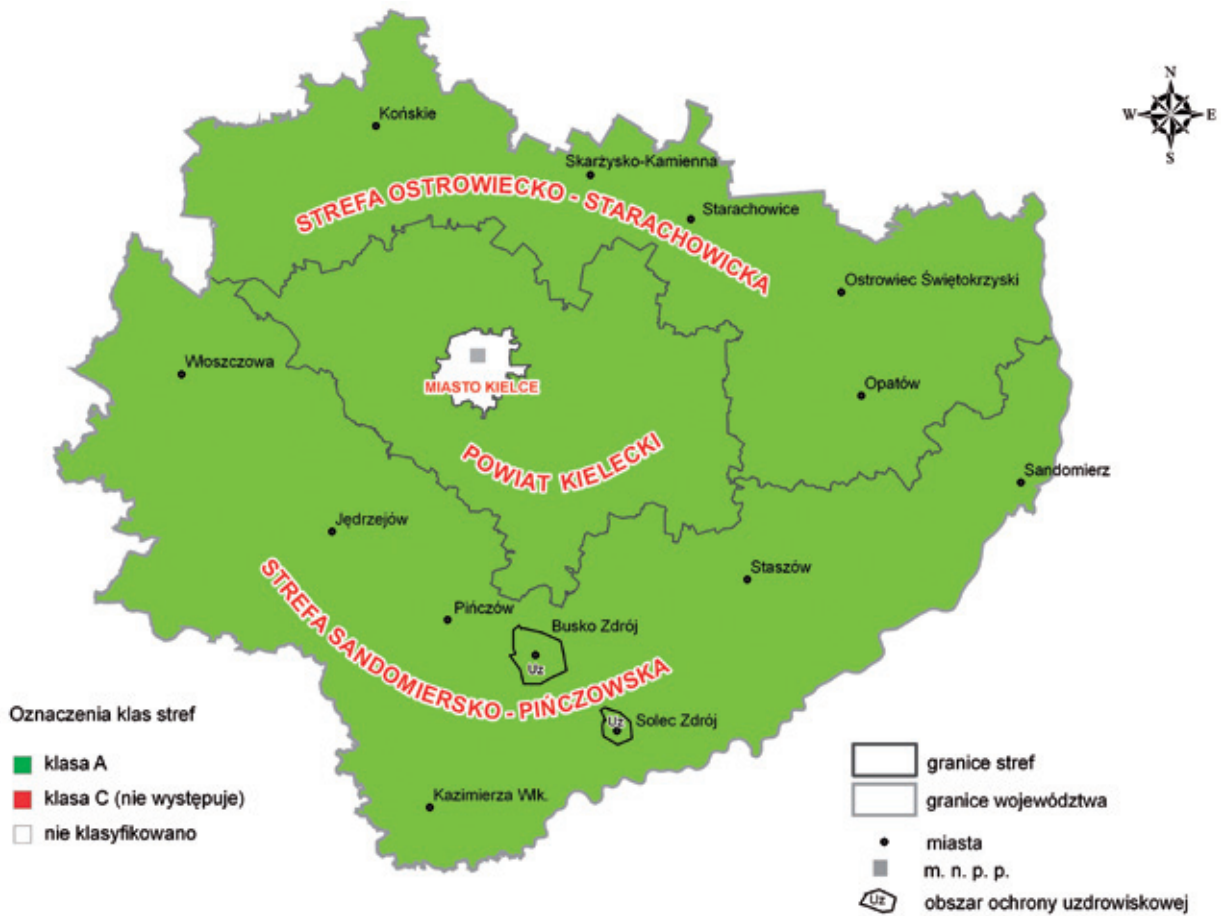 Końskie
N
W
E
S
Skarżysko-Kamienna
STREFA OSTROWIECKO - STARACHOWICKA
Starachowice
Ostrowiec Świętokrzyski
Włoszczowa
MIASTO KIELCE
Opatów
POWIAT KIELECKI
Sandomierz
Jędrzejów
Staszów
STREFA SANDOMIERSKO - PIŃCZOWSKA
Pińczów
Busko Zdrój
Uz
Uz
Solec Zdrój
Kazimierza Wlk.
Oznaczenia klas stref
klasa A
klasa C (nie występuje)
nie klasyfikowano
granice stref
granice województwa
miasta
m. n. p. p.
Uz
obszar ochrony uzdrowiskowej